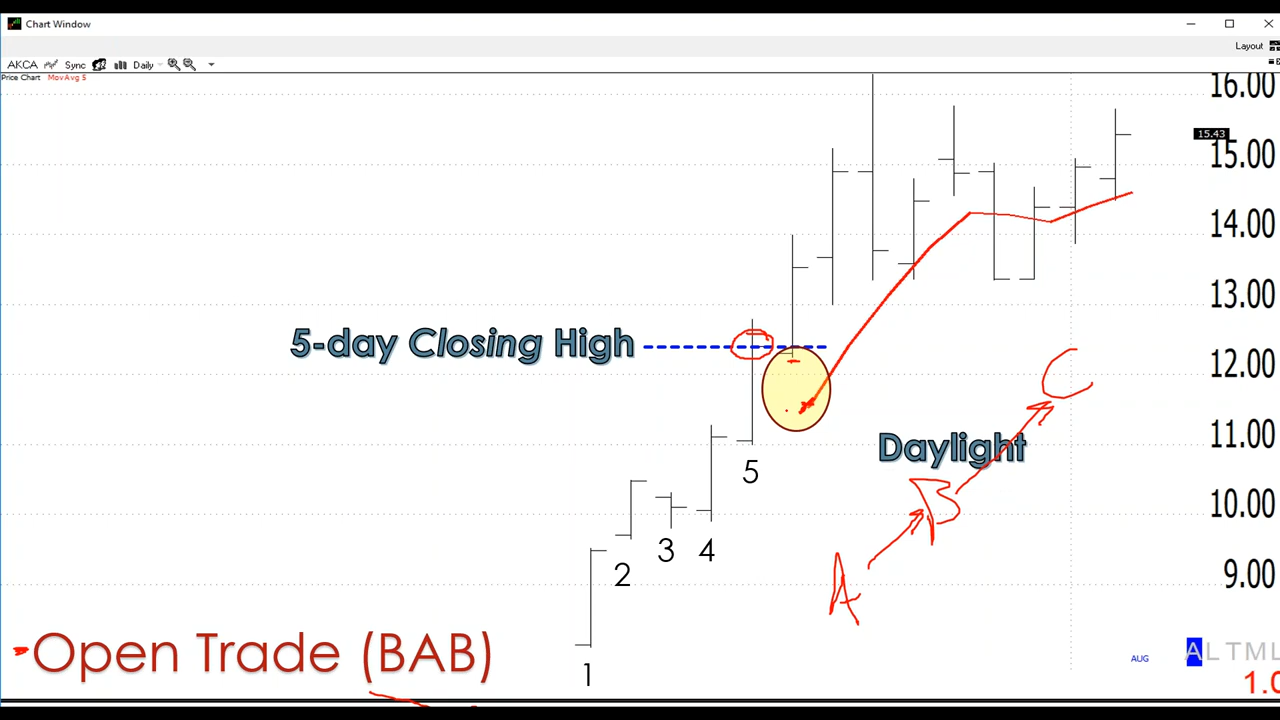 Chart Window
Layout
AKCA Sync Daily
Price Chart MovAvg 5
16.00
15.43
15.00
14.00
13.00
5-day Closing High
12.00
Daylight
11.00
5
10.00
B
C
3 4
2
9.00
A
Open Trade (BAB)
1
AUG
ALTML
1.0